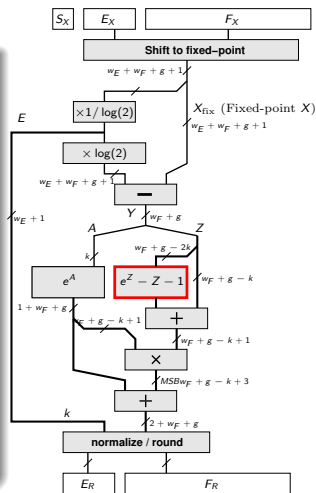 S_X E_X F_X
Shift to fixed–point
w_E + w_F + g + 1
×1/ log(2)
X_fix (Fixed-point X)
E
w_E + w_F + g + 1
× log(2)
w_E + w_F + g + 1
w_E + 1
−
Y w_F + g
A Z
w_F + g − 2k
k
e^A e^Z − Z − 1
w_F + g − k
1 + w_F + g
+
w_F + g − k + 1
w_F + g − k + 1
×
MSB w_F + g − k + 3
+
k
2 + w_F + g
normalize / round
E_R F_R